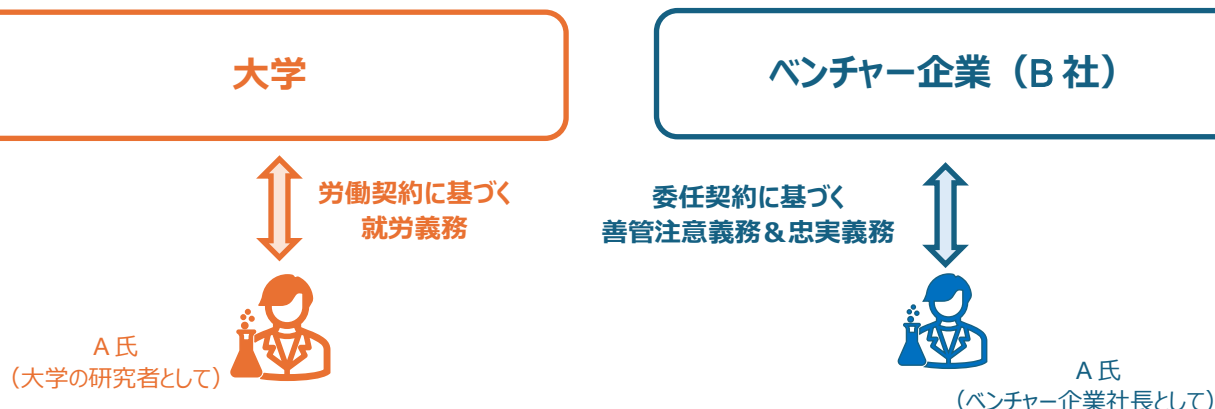 大学
ベンチャー企業（B 社）
労働契約に基づく
就労義務
委任契約に基づく
善管注意義務＆忠実義務
A 氏
（大学の研究者として）
A 氏
（ベンチャー企業社長として）